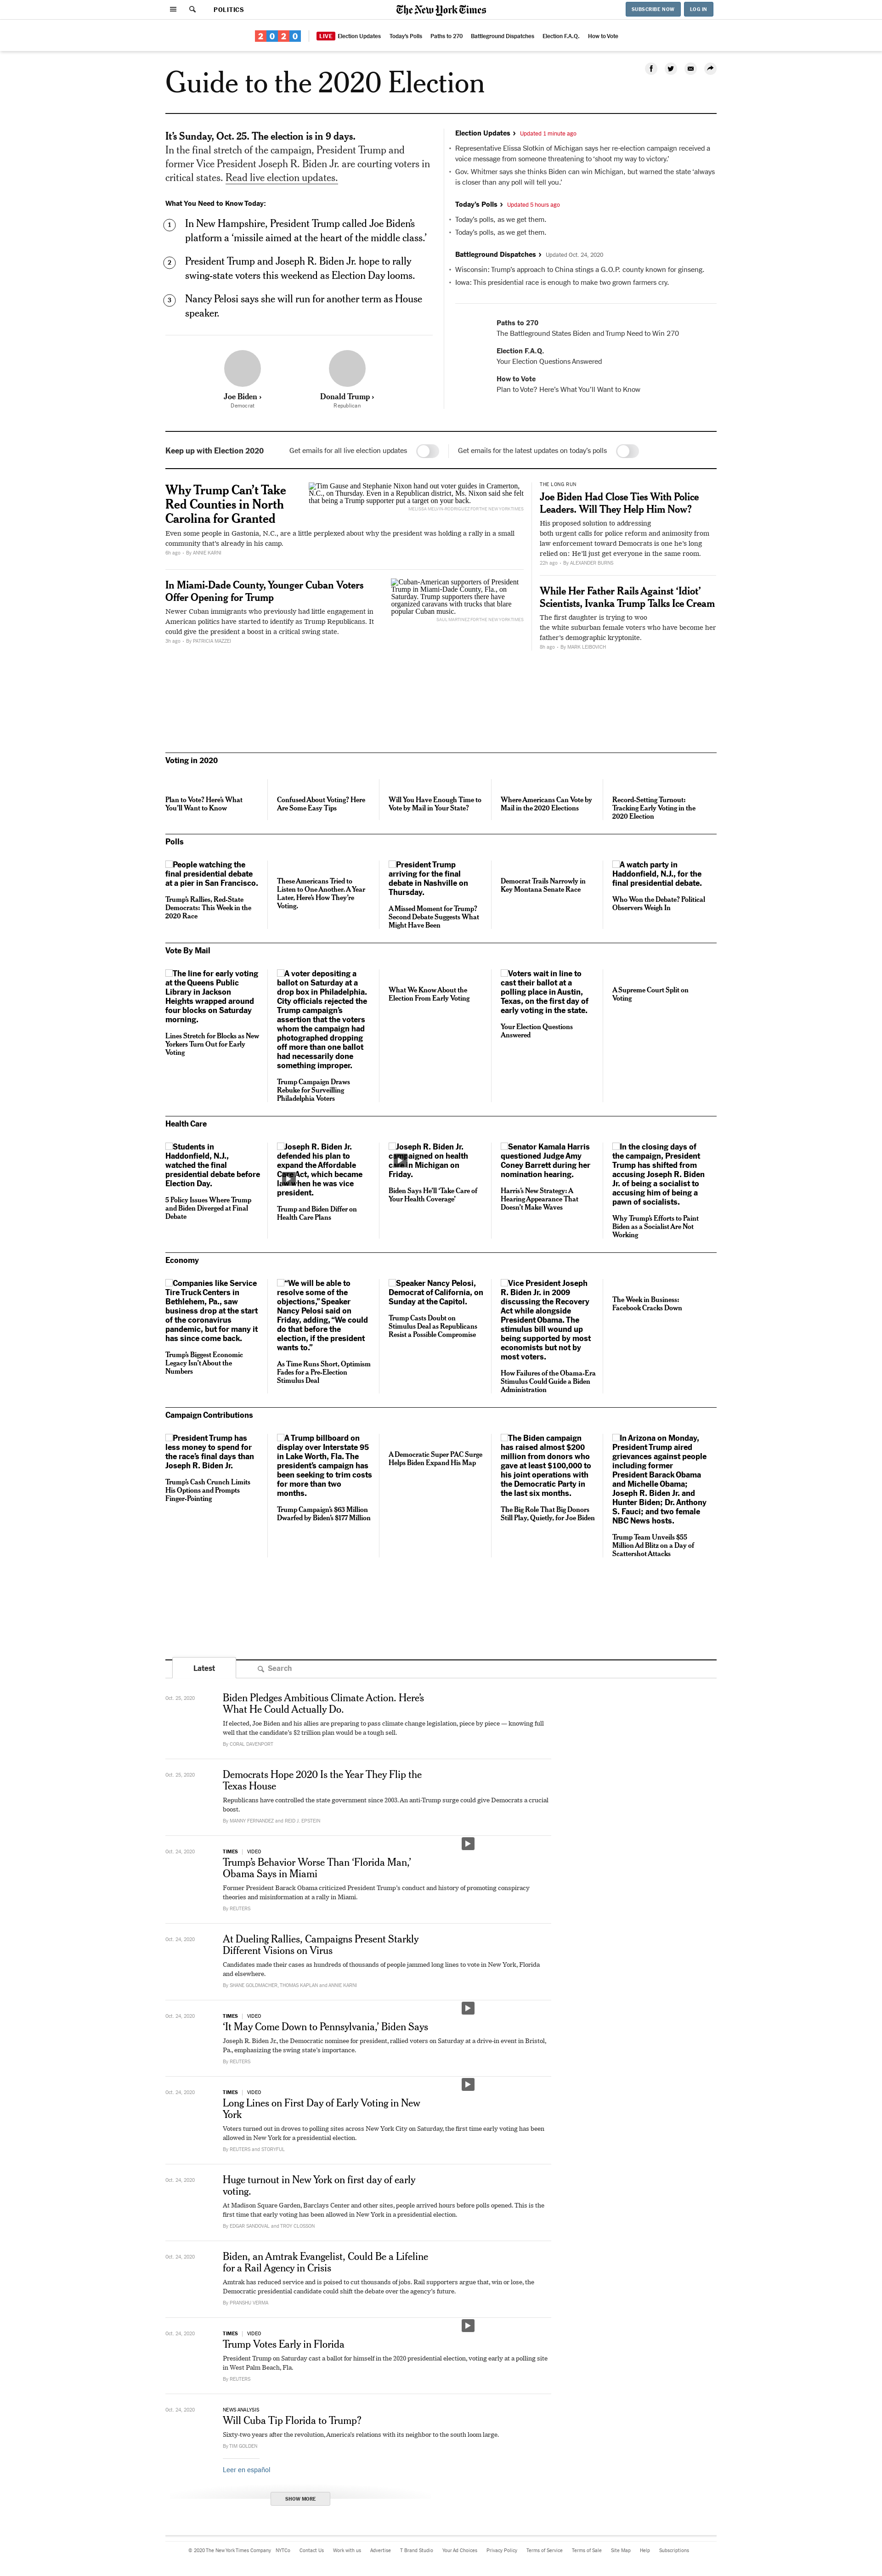 POLITICS
The New York Times
SUBSCRIBE NOW
LOG IN
2020
LIVE Election Updates
Today's Polls
Paths to 270
Battleground Dispatches
Election F.A.Q.
How to Vote
Guide to the 2020 Election
It's Sunday, Oct. 25. The election is in 9 days.
In the final stretch of the campaign, President Trump and
former Vice President Joseph R. Biden Jr. are courting voters in
critical states. Read live election updates.
What You Need to Know Today:
1 In New Hampshire, President Trump called Joe Biden's
platform a 'missile aimed at the heart of the middle class.'
2 President Trump and Joseph R. Biden Jr. hope to rally
swing-state voters this weekend as Election Day looms.
3 Nancy Pelosi says she will run for another term as House
speaker.
Joe Biden ›
Democrat
Donald Trump ›
Republican
Election Updates › Updated 1 minute ago
• Representative Elissa Slotkin of Michigan says her re-election campaign received a
voice message from someone threatening to 'shoot my way to victory.'
• Gov. Whitmer says she thinks Biden can win Michigan, but warned the state 'always
is closer than any poll will tell you.'
Today's Polls › Updated 5 hours ago
• Today's polls, as we get them.
• Today's polls, as we get them.
Battleground Dispatches › Updated Oct. 24, 2020
• Wisconsin: Trump's approach to China stings a G.O.P. county known for ginseng.
• Iowa: This presidential race is enough to make two grown farmers cry.
Paths to 270
The Battleground States Biden and Trump Need to Win 270
Election F.A.Q.
Your Election Questions Answered
How to Vote
Plan to Vote? Here's What You'll Want to Know
Keep up with Election 2020
Get emails for all live election updates
Get emails for the latest updates on today's polls
Why Trump Can't Take
Red Counties in North
Carolina for Granted
Tim Gause and Stephanie Nixon hand out voter guides in Cramerton,
N.C., on Thursday. Even in a Republican district, Ms. Nixon said she felt
that being a Trump supporter put a target on your back.
MELISSA MELVIN-RODRIGUEZ FOR THE NEW YORK TIMES
Even some people in Gastonia, N.C., are a little perplexed about why the president was holding a rally in a small
community that's already in his camp.
6h ago - By ANNIE KARNI
In Miami-Dade County, Younger Cuban Voters
Offer Opening for Trump
Newer Cuban immigrants who previously had little engagement in
American politics have started to identify as Trump Republicans. It
could give the president a boost in a critical swing state.
3h ago - By PATRICIA MAZZEI
Cuban-American supporters of President
Trump in Miami-Dade County, Fla., on
Saturday. Trump supporters there have
organized caravans with trucks that blare
popular Cuban music.
SAUL MARTINEZ FOR THE NEW YORK TIMES
THE LONG RUN
Joe Biden Had Close Ties With Police
Leaders. Will They Help Him Now?
His proposed solution to addressing
both urgent calls for police reform and animosity from
law enforcement toward Democrats is one he's long
relied on: He'll just get everyone in the same room.
22h ago - By ALEXANDER BURNS
While Her Father Rails Against 'Idiot'
Scientists, Ivanka Trump Talks Ice Cream
The first daughter is trying to woo
the white suburban female voters who have become her
father's demographic kryptonite.
8h ago - By MARK LEIBOVICH
Voting in 2020
Plan to Vote? Here's What
You'll Want to Know
Confused About Voting? Here
Are Some Easy Tips
Will You Have Enough Time to
Vote by Mail in Your State?
Where Americans Can Vote by
Mail in the 2020 Elections
Record-Setting Turnout:
Tracking Early Voting in the
2020 Election
Polls
People watching the
final presidential debate
at a pier in San Francisco.
Trump's Rallies, Red-State
Democrats: This Week in the
2020 Race
These Americans Tried to
Listen to One Another. A Year
Later, Here's How They're
Voting.
President Trump
arriving for the final
debate in Nashville on
Thursday.
A Missed Moment for Trump?
Second Debate Suggests What
Might Have Been
Democrat Trails Narrowly in
Key Montana Senate Race
A watch party in
Haddonfield, N.J., for the
final presidential debate.
Who Won the Debate? Political
Observers Weigh In
Vote By Mail
The line for early voting
at the Queens Public
Library in Jackson
Heights wrapped around
four blocks on Saturday
morning.
Lines Stretch for Blocks as New
Yorkers Turn Out for Early
Voting
A voter depositing a
ballot on Saturday at a
drop box in Philadelphia.
City officials rejected the
Trump campaign's
assertion that the voters
whom the campaign had
photographed dropping
off more than one ballot
had necessarily done
something improper.
Trump Campaign Draws
Rebuke for Surveilling
Philadelphia Voters
What We Know About the
Election From Early Voting
Voters wait in line to
cast their ballot at a
polling place in Austin,
Texas, on the first day of
early voting in the state.
Your Election Questions
Answered
A Supreme Court Split on
Voting
Health Care
Students in
Haddonfield, N.J.,
watched the final
presidential debate before
Election Day.
5 Policy Issues Where Trump
and Biden Diverged at Final
Debate
Joseph R. Biden Jr.
defended his plan to
expand the Affordable
Care Act, which became
law when he was vice
president.
Trump and Biden Differ on
Health Care Plans
Joseph R. Biden Jr.
campaigned on health
care in Michigan on
Friday.
Biden Says He'll 'Take Care of
Your Health Coverage'
Senator Kamala Harris
questioned Judge Amy
Coney Barrett during her
nomination hearing.
Harris's New Strategy: A
Hearing Appearance That
Doesn't Make Waves
In the closing days of
the campaign, President
Trump has shifted from
accusing Joseph R. Biden
Jr. of being a socialist to
accusing him of being a
pawn of socialists.
Why Trump's Efforts to Paint
Biden as a Socialist Are Not
Working
Economy
Companies like Service
Tire Truck Centers in
Bethlehem, Pa., saw
business drop at the start
of the coronavirus
pandemic, but for many it
has since come back.
Trump's Biggest Economic
Legacy Isn't About the
Numbers
"We will be able to
resolve some of the
objections," Speaker
Nancy Pelosi said on
Friday, adding, "We could
do that before the
election, if the president
wants to."
As Time Runs Short, Optimism
Fades for a Pre-Election
Stimulus Deal
Speaker Nancy Pelosi,
Democrat of California, on
Sunday at the Capitol.
Trump Casts Doubt on
Stimulus Deal as Republicans
Resist a Possible Compromise
Vice President Joseph
R. Biden Jr. in 2009
discussing the Recovery
Act while alongside
President Obama. The
stimulus bill wound up
being supported by most
economists but not by
most voters.
How Failures of the Obama-Era
Stimulus Could Guide a Biden
Administration
The Week in Business:
Facebook Cracks Down
Campaign Contributions
President Trump has
less money to spend for
the race's final days than
Joseph R. Biden Jr.
Trump's Cash Crunch Limits
His Options and Prompts
Finger-Pointing
A Trump billboard on
display over Interstate 95
in Lake Worth, Fla. The
president's campaign has
been seeking to trim costs
for more than two
months.
Trump Campaign's $63 Million
Dwarfed by Biden's $177 Million
A Democratic Super PAC Surge
Helps Biden Expand His Map
The Biden campaign
has raised almost $200
million from donors who
gave at least $100,000 to
his joint operations with
the Democratic Party in
the last six months.
The Big Role That Big Donors
Still Play, Quietly, for Joe Biden
In Arizona on Monday,
President Trump aired
grievances against people
including former
President Barack Obama
and Michelle Obama;
Joseph R. Biden Jr. and
Hunter Biden; Dr. Anthony
S. Fauci; and two female
NBC News hosts.
Trump Team Unveils $55
Million Ad Blitz on a Day of
Scattershot Attacks
Latest
Search
Oct. 25, 2020
Biden Pledges Ambitious Climate Action. Here's
What He Could Actually Do.
If elected, Joe Biden and his allies are preparing to pass climate change legislation, piece by piece — knowing full
well that the candidate's $2 trillion plan would be a tough sell.
By CORAL DAVENPORT
Oct. 25, 2020
Democrats Hope 2020 Is the Year They Flip the
Texas House
Republicans have controlled the state government since 2003. An anti-Trump surge could give Democrats a crucial
boost.
By MANNY FERNANDEZ and REID J. EPSTEIN
Oct. 24, 2020
TIMES | VIDEO
Trump's Behavior Worse Than 'Florida Man,'
Obama Says in Miami
Former President Barack Obama criticized President Trump's conduct and history of promoting conspiracy
theories and misinformation at a rally in Miami.
By REUTERS
Oct. 24, 2020
At Dueling Rallies, Campaigns Present Starkly
Different Visions on Virus
Candidates made their cases as hundreds of thousands of people jammed long lines to vote in New York, Florida
and elsewhere.
By SHANE GOLDMACHER, THOMAS KAPLAN and ANNIE KARNI
Oct. 24, 2020
TIMES | VIDEO
'It May Come Down to Pennsylvania,' Biden Says
Joseph R. Biden Jr., the Democratic nominee for president, rallied voters on Saturday at a drive-in event in Bristol,
Pa., emphasizing the swing state's importance.
By REUTERS
Oct. 24, 2020
TIMES | VIDEO
Long Lines on First Day of Early Voting in New
York
Voters turned out in droves to polling sites across New York City on Saturday, the first time early voting has been
allowed in New York for a presidential election.
By REUTERS and STORYFUL
Oct. 24, 2020
Huge turnout in New York on first day of early
voting.
At Madison Square Garden, Barclays Center and other sites, people arrived hours before polls opened. This is the
first time that early voting has been allowed in New York in a presidential election.
By EDGAR SANDOVAL and TROY CLOSSON
Oct. 24, 2020
Biden, an Amtrak Evangelist, Could Be a Lifeline
for a Rail Agency in Crisis
Amtrak has reduced service and is poised to cut thousands of jobs. Rail supporters argue that, win or lose, the
Democratic presidential candidate could shift the debate over the agency's future.
By PRANSHU VERMA
Oct. 24, 2020
TIMES | VIDEO
Trump Votes Early in Florida
President Trump on Saturday cast a ballot for himself in the 2020 presidential election, voting early at a polling site
in West Palm Beach, Fla.
By REUTERS
Oct. 24, 2020
NEWS ANALYSIS
Will Cuba Tip Florida to Trump?
Sixty-two years after the revolution, America's relations with its neighbor to the south loom large.
By TIM GOLDEN
Leer en español
SHOW MORE
© 2020 The New York Times Company
NYTCo
Contact Us
Work with us
Advertise
T Brand Studio
Your Ad Choices
Privacy Policy
Terms of Service
Terms of Sale
Site Map
Help
Subscriptions